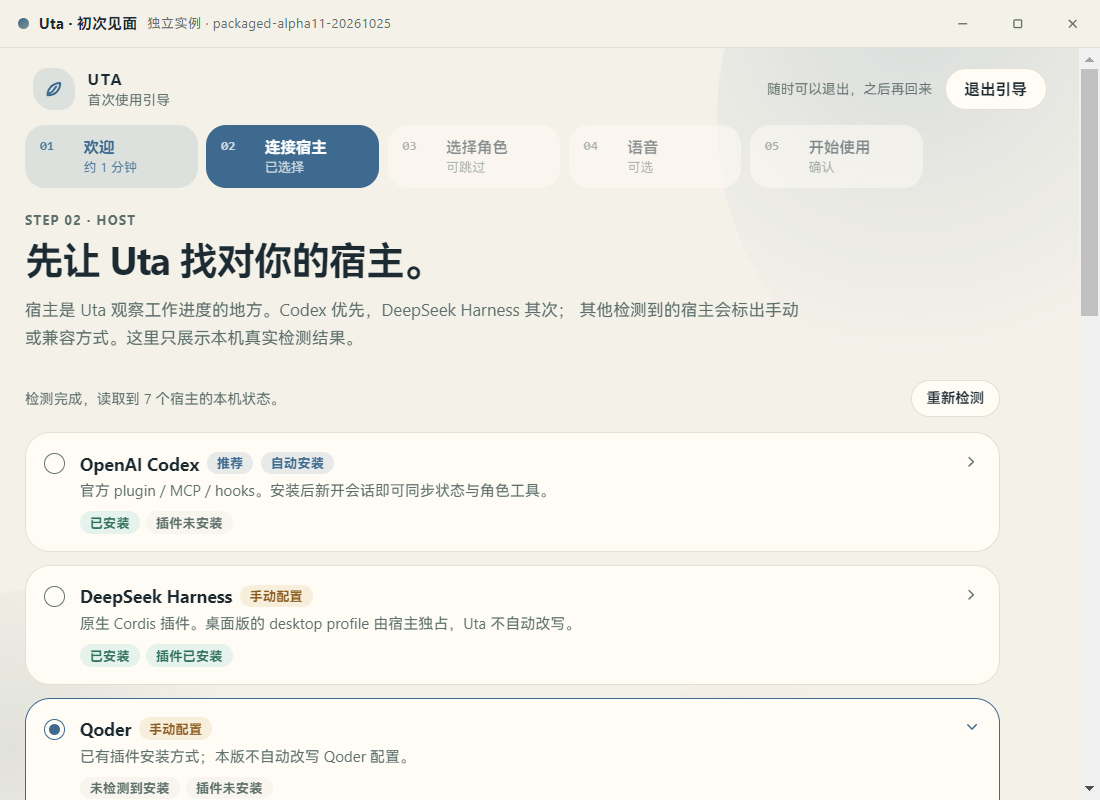 Uta · 初次见面 独立实例 · packaged-alpha11-20261025
UTA
首次使用引导
随时可以退出，之后再回来 退出引导
01 欢迎
约 1 分钟
02 连接宿主
已选择
03 选择角色
可跳过
04 语音
可选
05 开始使用
确认
STEP 02 · HOST
先让 Uta 找对你的宿主。
宿主是 Uta 观察工作进度的地方。Codex 优先，DeepSeek Harness 其次； 其他检测到的宿主会标出手动
或兼容方式。这里只展示本机真实检测结果。
检测完成，读取到 7 个宿主的本机状态。 重新检测
OpenAI Codex 推荐 自动安装
官方 plugin / MCP / hooks。安装后新开会话即可同步状态与角色工具。
已安装 插件未安装
DeepSeek Harness 手动配置
原生 Cordis 插件。桌面版的 desktop profile 由宿主独占，Uta 不自动改写。
已安装 插件已安装
Qoder 手动配置
已有插件安装方式；本版不自动改写 Qoder 配置。
未检测到安装 插件未安装